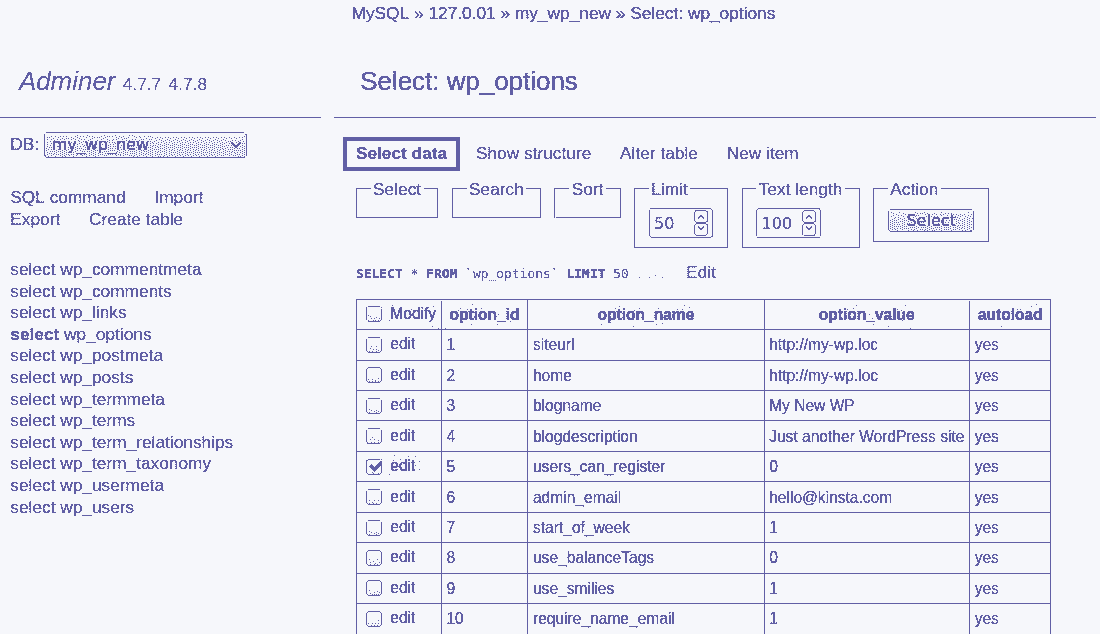 MySQL » 127.0.01 » my_wp_new » Select: wp_options
Adminer 4.7.7 4.7.8
Select: wp_options
DB: my_wp_new
SQL command Import
Export Create table
select wp_commentmeta
select wp_comments
select wp_links
select wp_options
select wp_postmeta
select wp_posts
select wp_termmeta
select wp_terms
select wp_term_relationships
select wp_term_taxonomy
select wp_usermeta
select wp_users
Select data Show structure Alter table New item
Select Search Sort Limit Text length Action
50 100 Select
SELECT * FROM `wp_options` LIMIT 50 Edit
Modify option_id option_name option_value autoload
edit 1 siteurl http://my-wp.loc yes
edit 2 home http://my-wp.loc yes
edit 3 blogname My New WP yes
edit 4 blogdescription Just another WordPress site yes
edit 5 users_can_register 0 yes
edit 6 admin_email hello@kinsta.com yes
edit 7 start_of_week 1 yes
edit 8 use_balanceTags 0 yes
edit 9 use_smilies 1 yes
edit 10 require_name_email 1 yes